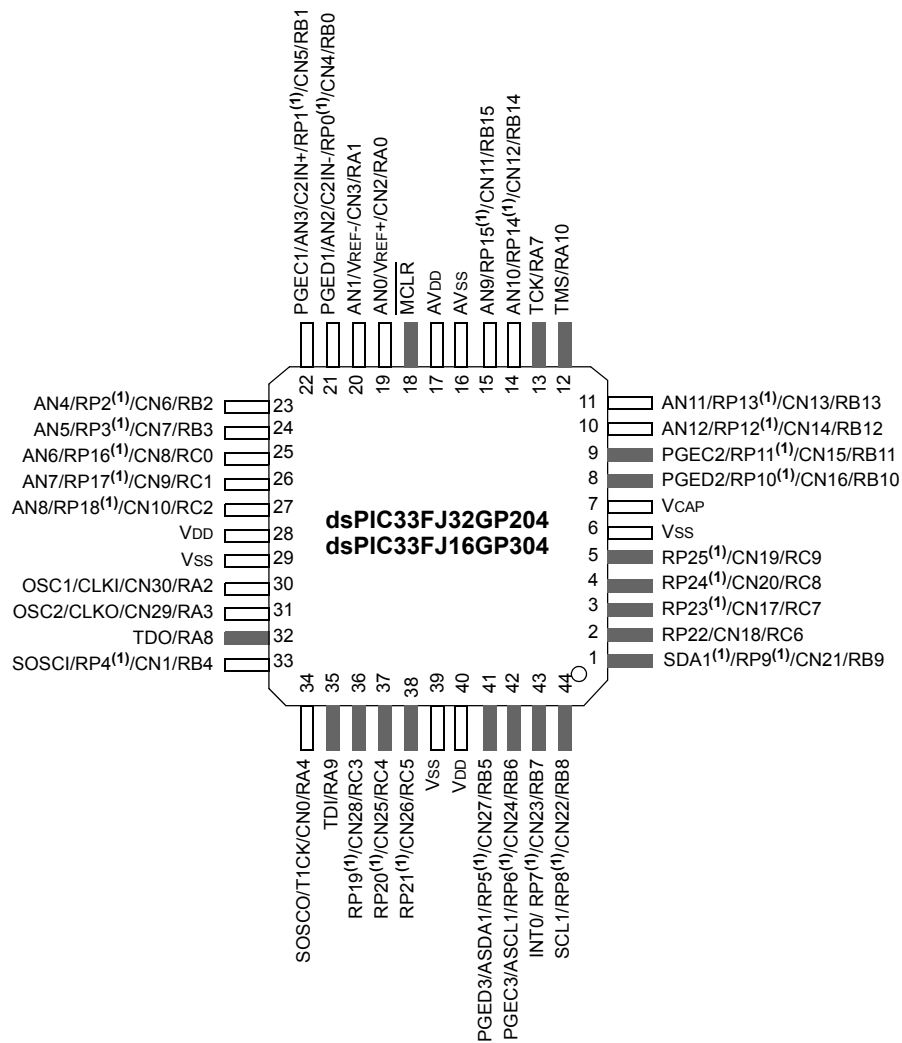 PGEC1/AN3/C2IN+/RP1(1)/CN5/RB1
PGED1/AN2/C2IN-/RP0(1)/CN4/RB0
AN1/VREF-/CN3/RA1
AN0/VREF+/CN2/RA0
MCLR
AVDD
AVSS
AN9/RP15(1)/CN11/RB15
AN10/RP14(1)/CN12/RB14
TCK/RA7
TMS/RA10
22
21
20
19
18
17
16
15
14
13
12
AN4/RP2(1)/CN6/RB2 23
AN5/RP3(1)/CN7/RB3 24
AN6/RP16(1)/CN8/RC0 25
AN7/RP17(1)/CN9/RC1 26
AN8/RP18(1)/CN10/RC2 27
VDD 28
VSS 29
OSC1/CLKI/CN30/RA2 30
OSC2/CLKO/CN29/RA3 31
TDO/RA8 32
SOSCI/RP4(1)/CN1/RB4 33
dsPIC33FJ32GP204
dsPIC33FJ16GP304
11 AN11/RP13(1)/CN13/RB13
10 AN12/RP12(1)/CN14/RB12
9 PGEC2/RP11(1)/CN15/RB11
8 PGED2/RP10(1)/CN16/RB10
7 VCAP
6 VSS
5 RP25(1)/CN19/RC9
4 RP24(1)/CN20/RC8
3 RP23(1)/CN17/RC7
2 RP22/CN18/RC6
1 SDA1(1)/RP9(1)/CN21/RB9
34
35
36
37
38
39
40
41
42
43
44
SOSCO/T1CK/CN0/RA4
TDI/RA9
RP19(1)/CN28/RC3
RP20(1)/CN25/RC4
RP21(1)/CN26/RC5
VSS
VDD
PGED3/ASDA1/RP5(1)/CN27/RB5
PGEC3/ASCL1/RP6(1)/CN24/RB6
INT0/ RP7(1)/CN23/RB7
SCL1/RP8(1)/CN22/RB8